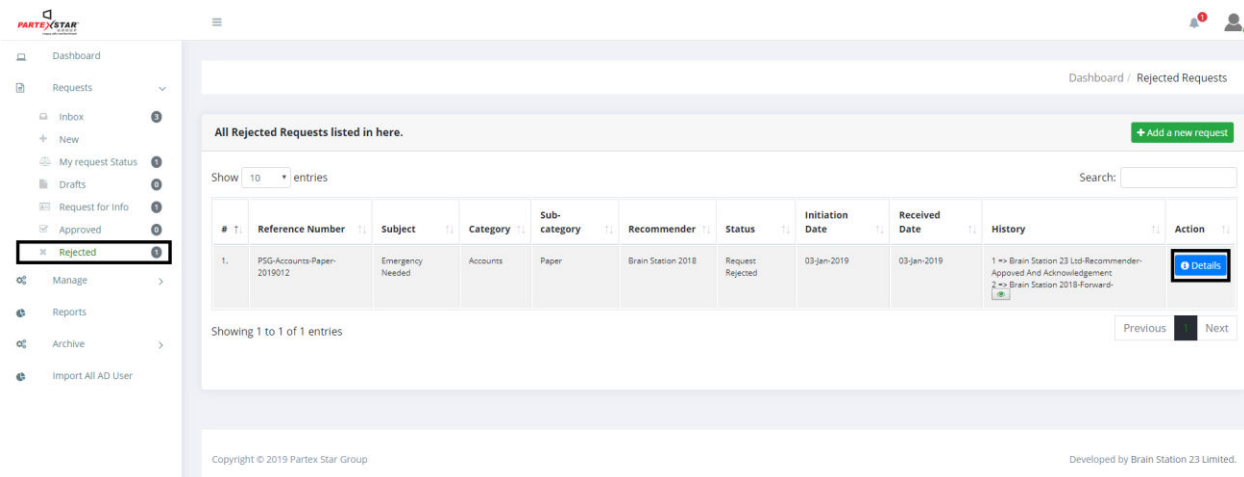 PARTEX STAR
GROUP
1
Dashboard
Requests
Inbox 3
New
My request Status 1
Drafts 0
Request for Info 1
Approved 0
Rejected 1
Manage
Reports
Archive
Import All AD User
Dashboard / Rejected Requests
All Rejected Requests listed in here.
+ Add a new request
Show 10 entries
Search:
# Reference Number Subject Category Sub-category Recommender Status Initiation Date Received Date History Action
1. PSG-Accounts-Paper-2019012 Emergency Needed Accounts Paper Brain Station 2018 Request Rejected 03-Jan-2019 03-Jan-2019 1 => Brain Station 23 Ltd-Recommender-
Appoved And Acknowledgement
2 => Brain Station 2018-Forward-
Details
Showing 1 to 1 of 1 entries
Previous 1 Next
Copyright © 2019 Partex Star Group
Developed by Brain Station 23 Limited.